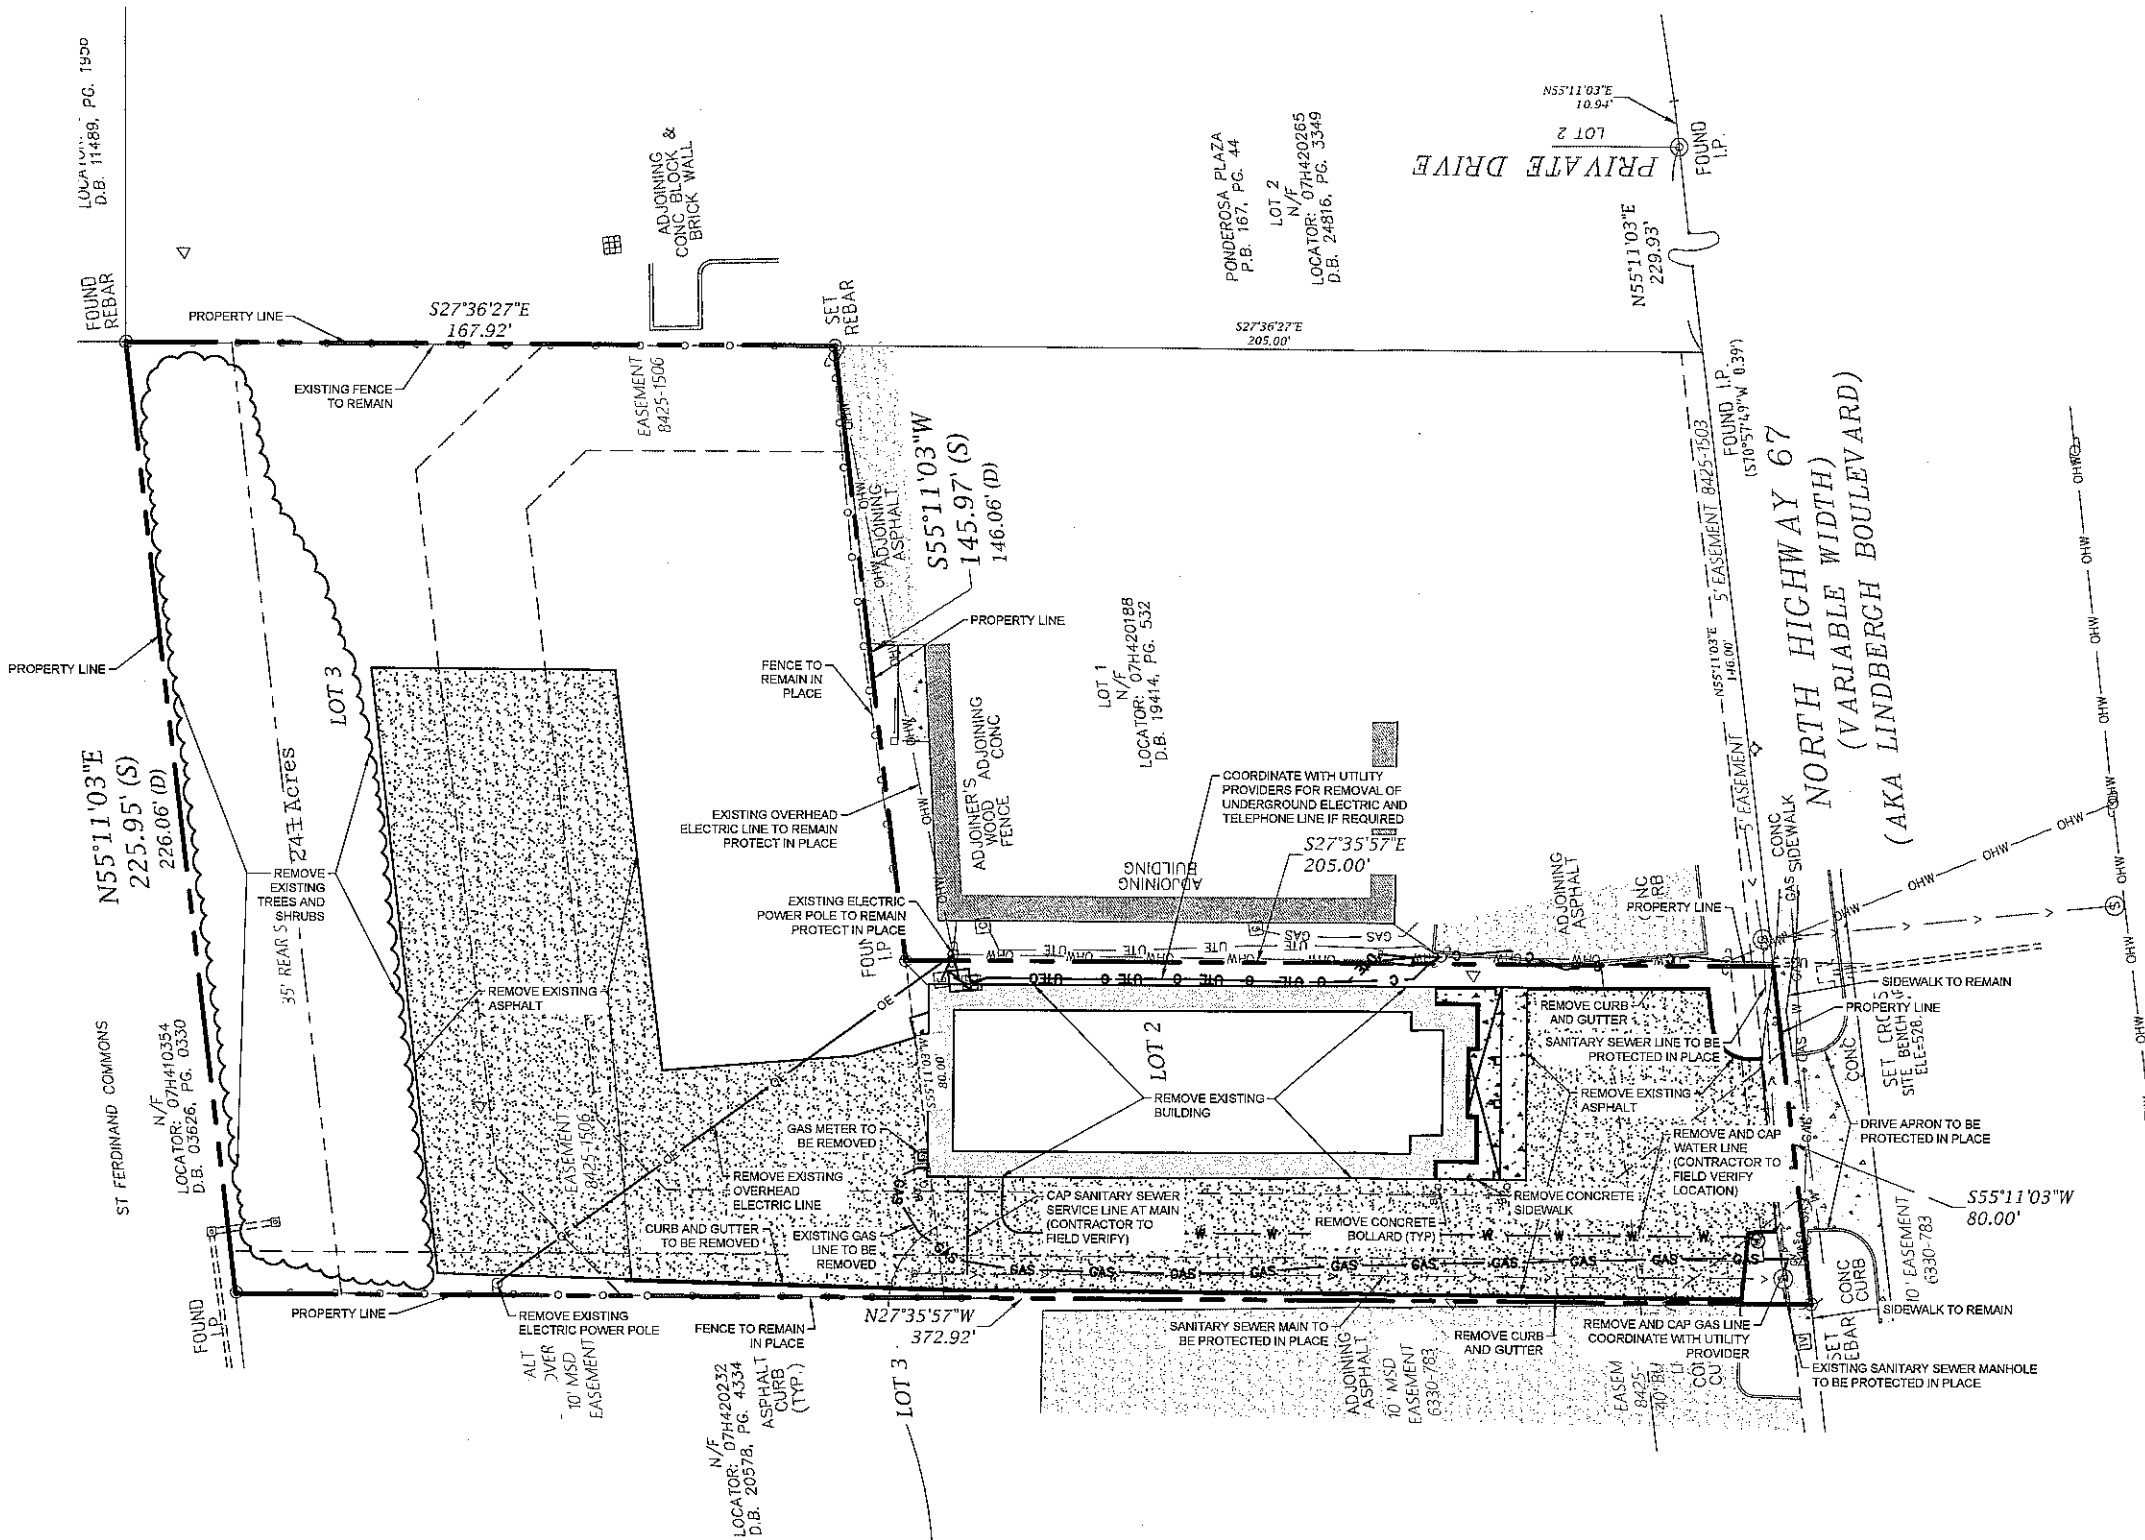 D.B. 11489, PG. 1950
FOUND
REBAR
PROPERTY LINE
S27°36'27"E
167.92'
EXISTING FENCE
TO REMAIN
EASEMENT
8425-1506
ADJOINING
CONC BLOCK &
BRICK WALL
SET
REBAR
S27°36'27"E
205.00'
PONDEROSA PLAZA
P.B. 167, PG. 44
LOT 2
N/F
LOCATOR: 07H420265
D.B. 24816, PG. 3349
N55°11'03"E
10.94'
LOT 2
PRIVATE DRIVE
FOUND
I.P.
N55°11'03"E
229.93'
FOUND I.P.
(S70°57'49"W 0.39')
NORTH HIGHWAY 67
(VARIABLE WIDTH)
(AKA LINDBERGH BOULEVARD)
5' EASEMENT 8425-1503
N55°11'03"E
146.00'
5' EASEMENT
5' EASEMENT
ADJOINING
ASPHALT
S55°11'03"W
145.97' (S)
146.06' (D)
PROPERTY LINE
FENCE TO
REMAIN IN
PLACE
EXISTING OVERHEAD
ELECTRIC LINE TO REMAIN
PROTECT IN PLACE
EXISTING ELECTRIC
POWER POLE TO REMAIN
PROTECT IN PLACE
ADJOINER'S
WOOD
FENCE
ADJOINING
CONC
LOT 1
N/F
LOCATOR: 07H420188
D.B. 19414, PG. 532
COORDINATE WITH UTILITY
PROVIDERS FOR REMOVAL OF
UNDERGROUND ELECTRIC AND
TELEPHONE LINE IF REQUIRED
S27°35'57"E
205.00'
ADJOINING
BUILDING
ADJOINING
ASPHALT
CONC
CURB
CONC
SIDEWALK
PROPERTY LINE
PROPERTY LINE
N55°11'03"E
225.95' (S)
226.06' (D)
LOT 3
REMOVE
EXISTING
TREES AND
SHRUBS
REMOVE EXISTING
ASPHALT
ST FERDINAND COMMONS
N/F
LOCATOR: 07H410354
D.B. 03626, PG. 0330
EASEMENT
8425-1506
S55°11'03"W
80.00'
LOT 2
REMOVE EXISTING
BUILDING
GAS METER TO
BE REMOVED
REMOVE EXISTING
OVERHEAD
ELECTRIC LINE
CURB AND GUTTER
TO BE REMOVED
EXISTING GAS
LINE TO BE
REMOVED
CAP SANITARY SEWER
SERVICE LINE AT MAIN
(CONTRACTOR TO
FIELD VERIFY)
REMOVE CONCRETE
BOLLARD (TYP)
REMOVE CONCRETE
SIDEWALK
REMOVE CURB
AND GUTTER
SANITARY SEWER LINE TO BE
PROTECTED IN PLACE
REMOVE EXISTING
ASPHALT
REMOVE AND CAP
WATER LINE
(CONTRACTOR TO
FIELD VERIFY
LOCATION)
SIDEWALK TO REMAIN
PROPERTY LINE
CONC
DRIVE APRON TO BE
PROTECTED IN PLACE
S55°11'03"W
80.00'
10' EASEMENT
6330-783
SIDEWALK TO REMAIN
CONC
CURB
EXISTING SANITARY SEWER MANHOLE
TO BE PROTECTED IN PLACE
FOUND
I.P.
PROPERTY LINE
REMOVE EXISTING
ELECTRIC POWER POLE
10' MSD
EASEMENT
FENCE TO REMAIN
IN PLACE
ASPHALT
CURB
(TYP.)
N/F
LOCATOR: 07H420232
D.B. 20578, PG. 4334
N27°35'57"W
372.92'
LOT 3
SANITARY SEWER MAIN TO
BE PROTECTED IN PLACE
ADJOINING
ASPHALT
10' MSD
EASEMENT
6330-783
REMOVE CURB
AND GUTTER
REMOVE AND CAP GAS LINE
COORDINATE WITH UTILITY
PROVIDER